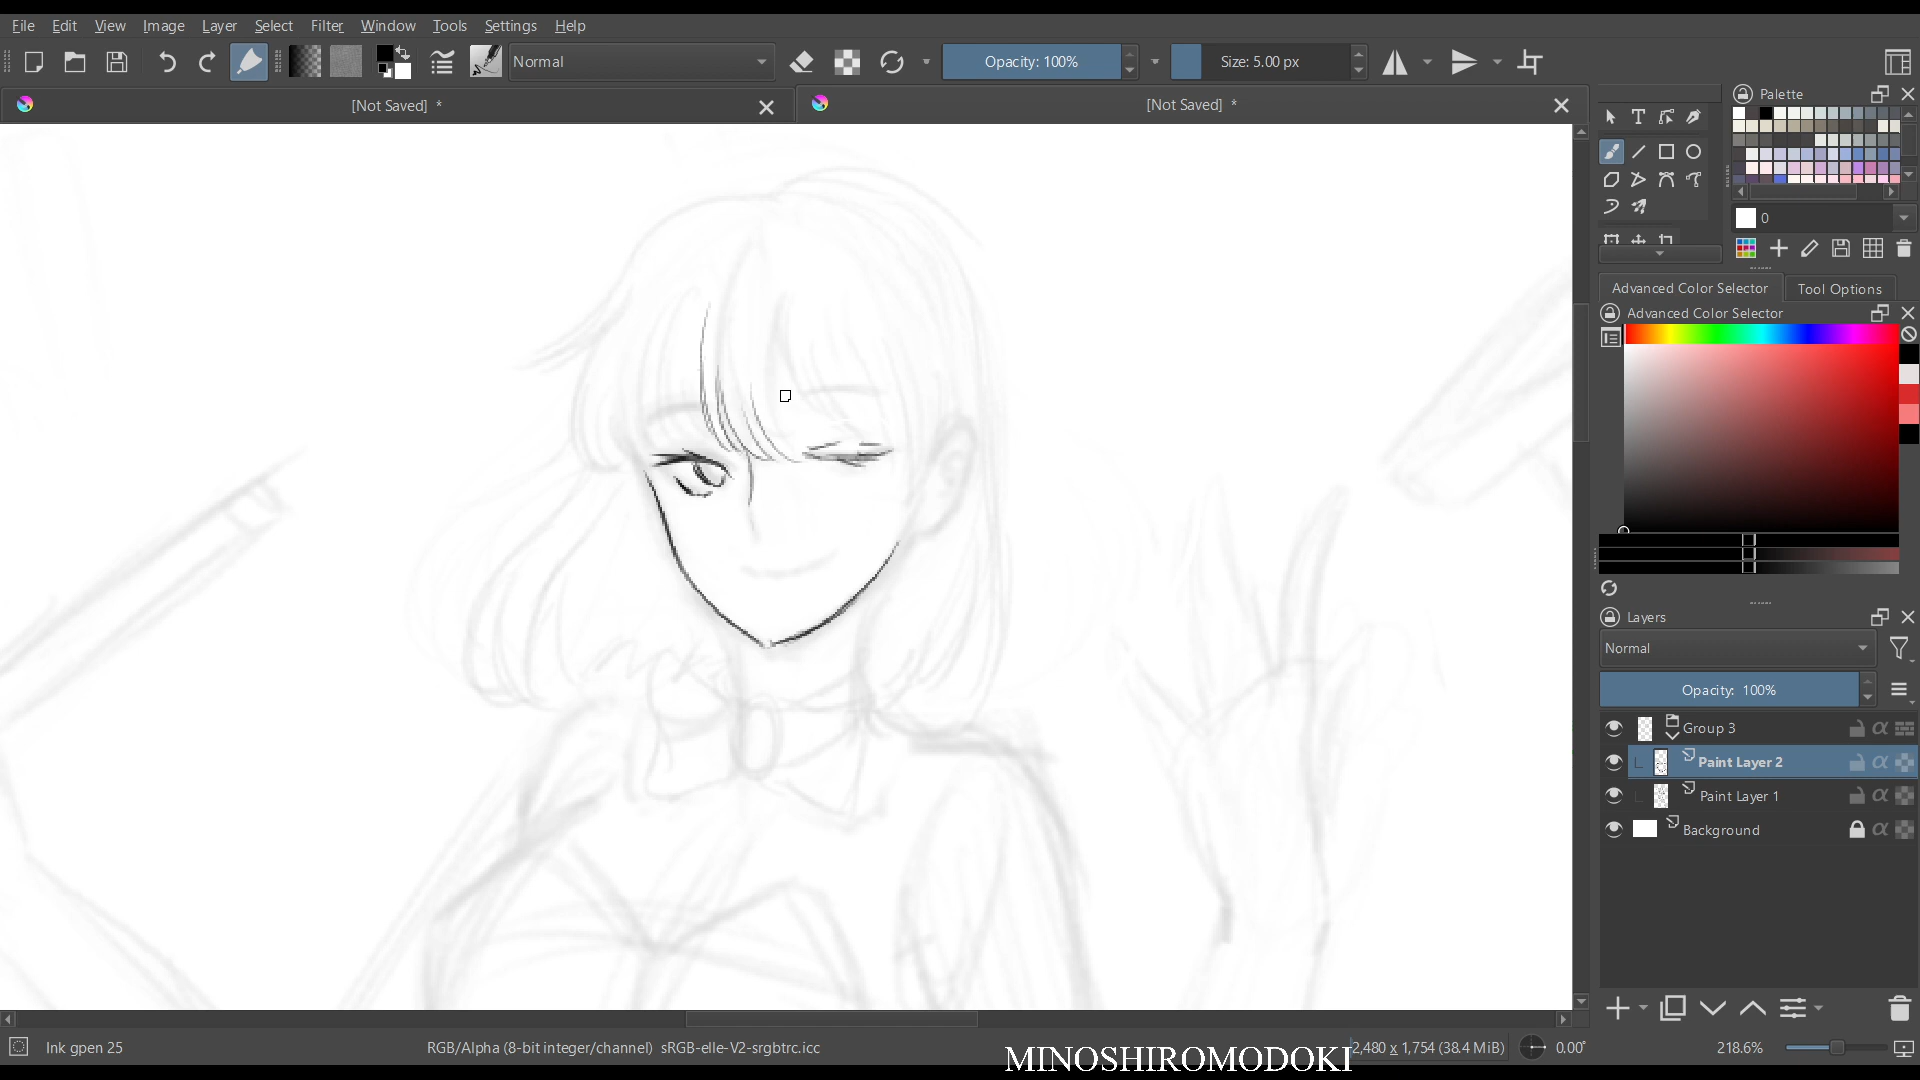 File Edit View Image Layer Select Filter Window Tools Settings Help
Normal Opacity: 100% Size: 5.00 px
[Not Saved] * [Not Saved] *
Palette
0
Advanced Color Selector Tool Options
Advanced Color Selector
Layers
Normal
Opacity: 100%
Group 3
Paint Layer 2
Paint Layer 1
Background
Ink gpen 25 RGB/Alpha (8-bit integer/channel) sRGB-elle-V2-srgbtrc.icc 2,480 x 1,754 (38.4 MiB) 0.00° 218.6%
MINOSHIROMODOKI